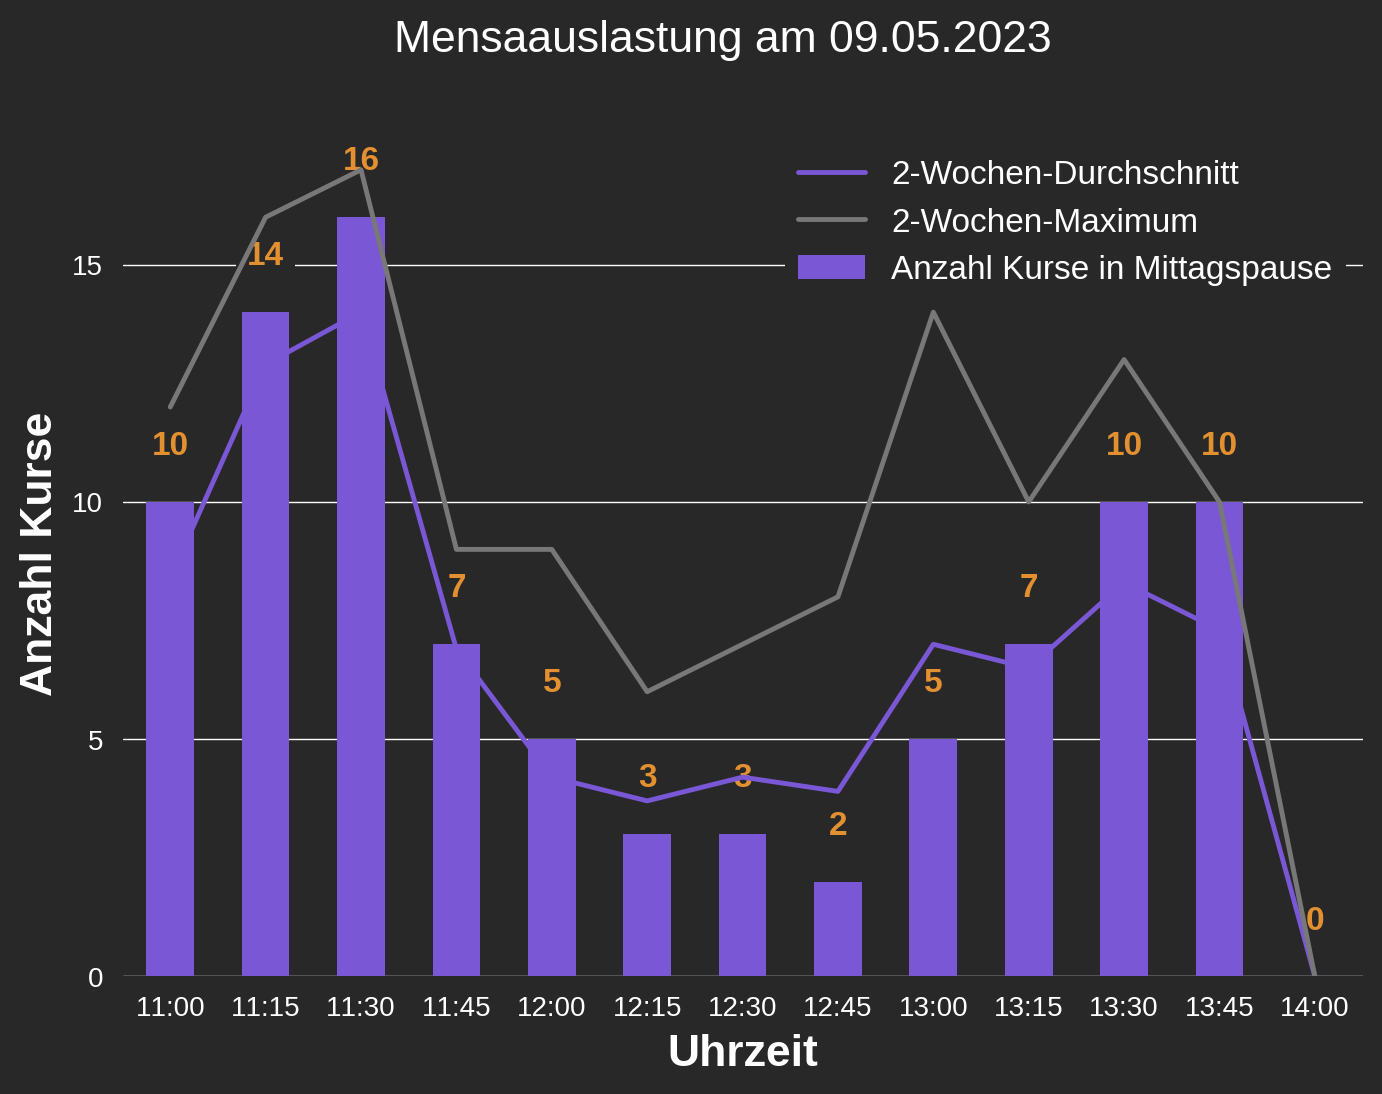 Mensaauslastung am 09.05.2023
2-Wochen-Durchschnitt
2-Wochen-Maximum
Anzahl Kurse in Mittagspause
Anzahl Kurse
15
10
5
0
10
14
16
7
5
3
3
2
5
7
10
10
0
11:00 11:15 11:30 11:45 12:00 12:15 12:30 12:45 13:00 13:15 13:30 13:45 14:00
Uhrzeit